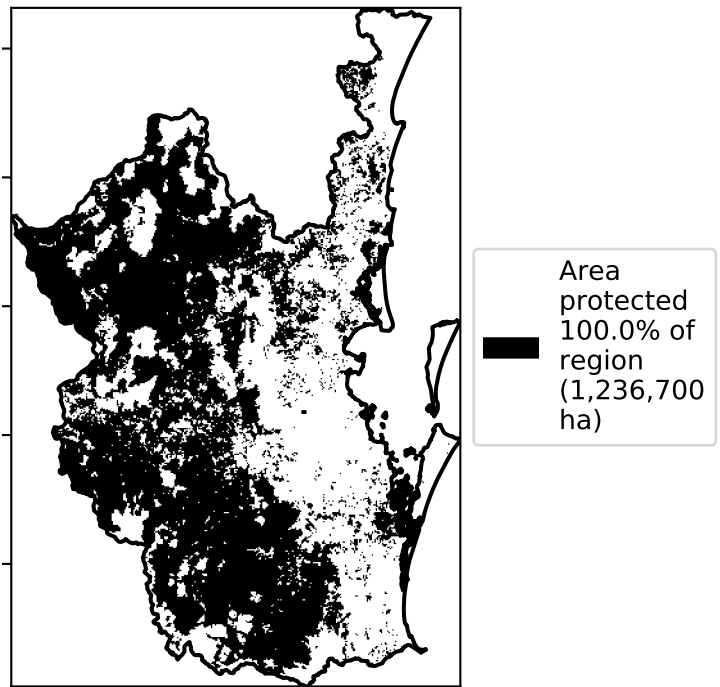 Area
protected
100.0% of
region
(1,236,700
ha)